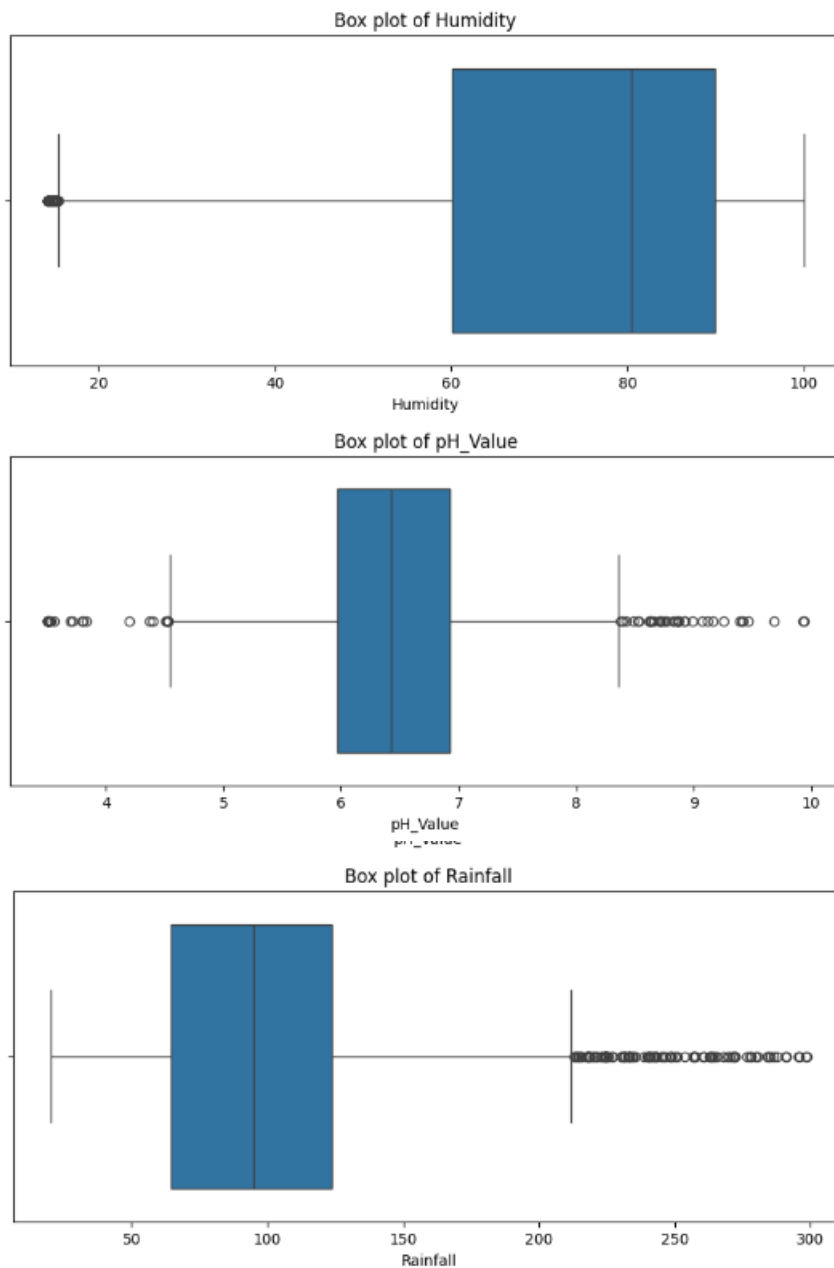 Box plot of Humidity
20 40 60 80 100
Humidity
Box plot of pH_Value
4 5 6 7 8 9 10
pH_Value
pH_Value
Box plot of Rainfall
50 100 150 200 250 300
Rainfall